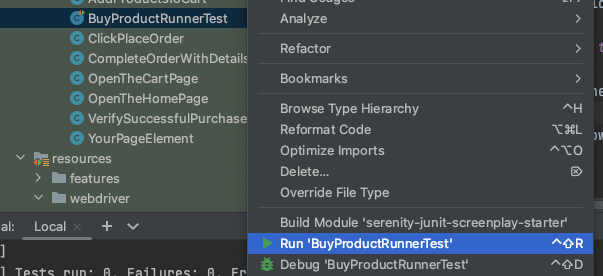 AddProductsToCart
BuyProductRunnerTest
ClickPlaceOrder
CompleteOrderWithDetails
OpenTheCartPage
OpenTheHomePage
VerifySuccessfulPurchase
YourPageElement
resources
features
webdriver
al: Local × +
]
] Tests run: 0, Failures: 0, Er
Find Usages
Analyze
Refactor
Bookmarks
Browse Type Hierarchy ^H
Reformat Code ⌥⌘L
Optimize Imports ^⌥O
Delete... ⌦
Override File Type
Build Module 'serenity-junit-screenplay-starter'
Run 'BuyProductRunnerTest' ^⇧R
Debug 'BuyProductRunnerTest' ^⇧D